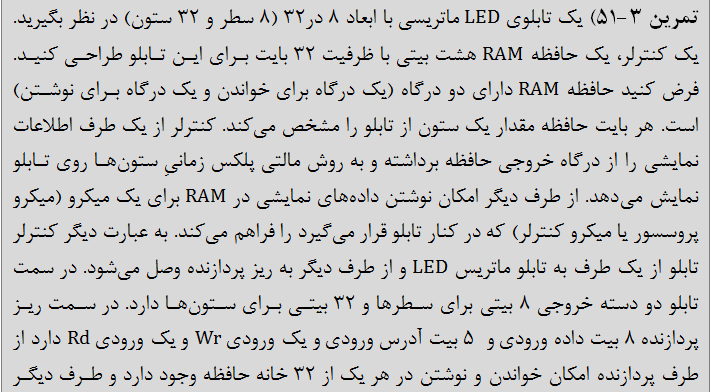 تمرین ۳-۵۱) یک تابلوی LED ماتریسی با ابعاد ۸ در۳۲ (۸ سطر و ۳۲ ستون) در نظر بگیرید.
یک کنترلر، یک حافظه RAM هشت بیتی با ظرفیت ۳۲ بایت برای این تابلو طراحی کنید.
فرض کنید حافظه RAM دارای دو درگاه (یک درگاه برای خواندن و یک درگاه برای نوشتن)
است. هر بایت حافظه مقدار یک ستون از تابلو را مشخص می‌کند. کنترلر از یک طرف اطلاعات
نمایشی را از درگاه خروجی حافظه برداشته و به روش مالتی پلکس زمانیِ ستون‌ها روی تابلو
نمایش می‌دهد. از طرف دیگر امکان نوشتن داده‌های نمایشی در RAM برای یک میکرو (میکرو
پروسسور یا میکرو کنترلر) که در کنار تابلو قرار می‌گیرد را فراهم می‌کند. به عبارت دیگر کنترلر
تابلو از یک طرف به تابلو ماتریس LED و از طرف دیگر به ریز پردازنده وصل می‌شود. در سمت
تابلو دو دسته خروجی ۸ بیتی برای سطرها و ۳۲ بیتی برای ستون‌ها دارد. در سمت ریز
پردازنده ۸ بیت داده ورودی و ۵ بیت آدرس ورودی و یک ورودی Wr و یک ورودی Rd دارد از
طرف پردازنده امکان خواندن و نوشتن در هر یک از ۳۲ خانه حافظه وجود دارد و طرف دیگر